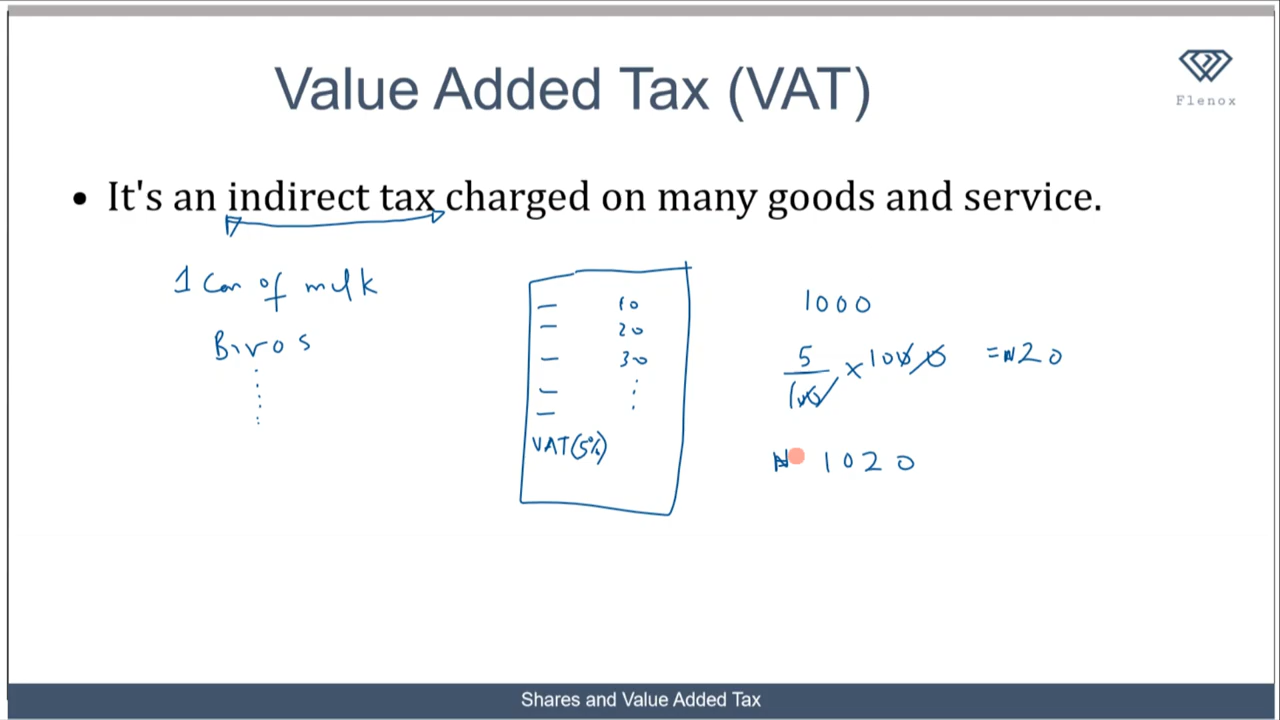 Value Added Tax (VAT)
Flenox
• It's an indirect tax charged on many goods and service.
1 Can of milk
Biros
10
20
30
VAT(5%)
1000
5/100 × 1000 = ₦20
₦ 1020
Shares and Value Added Tax